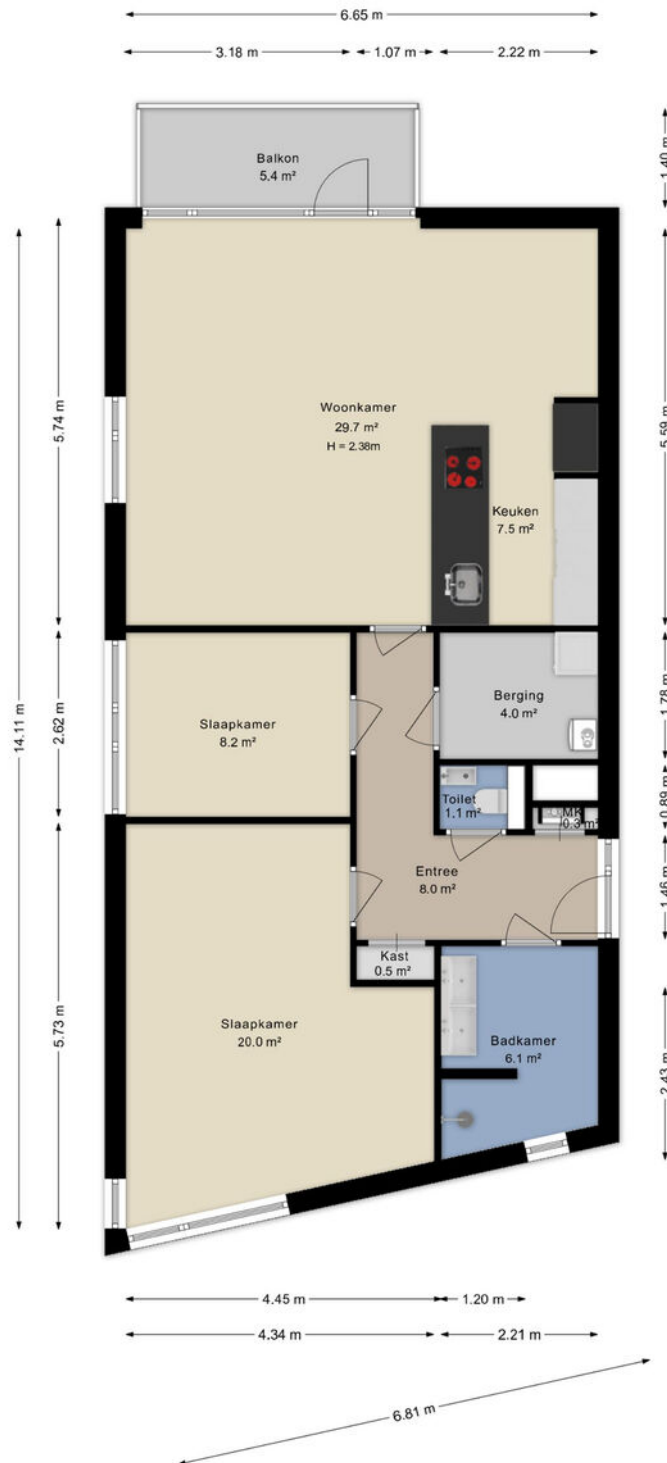 6.65 m
3.18 m
1.07 m
2.22 m
Balkon
5.4 m²
1.40 m
14.11 m
5.74 m
5.59 m
Woonkamer
29.7 m²
H = 2.38m
Keuken
7.5 m²
2.62 m
Slaapkamer
8.2 m²
Berging
4.0 m²
1.78 m
Toilet
1.1 m²
MK
0.3 m²
0.89 m
Entree
8.0 m²
1.46 m
Kast
0.5 m²
5.73 m
Slaapkamer
20.0 m²
Badkamer
6.1 m²
2.43 m
4.45 m
1.20 m
4.34 m
2.21 m
6.81 m